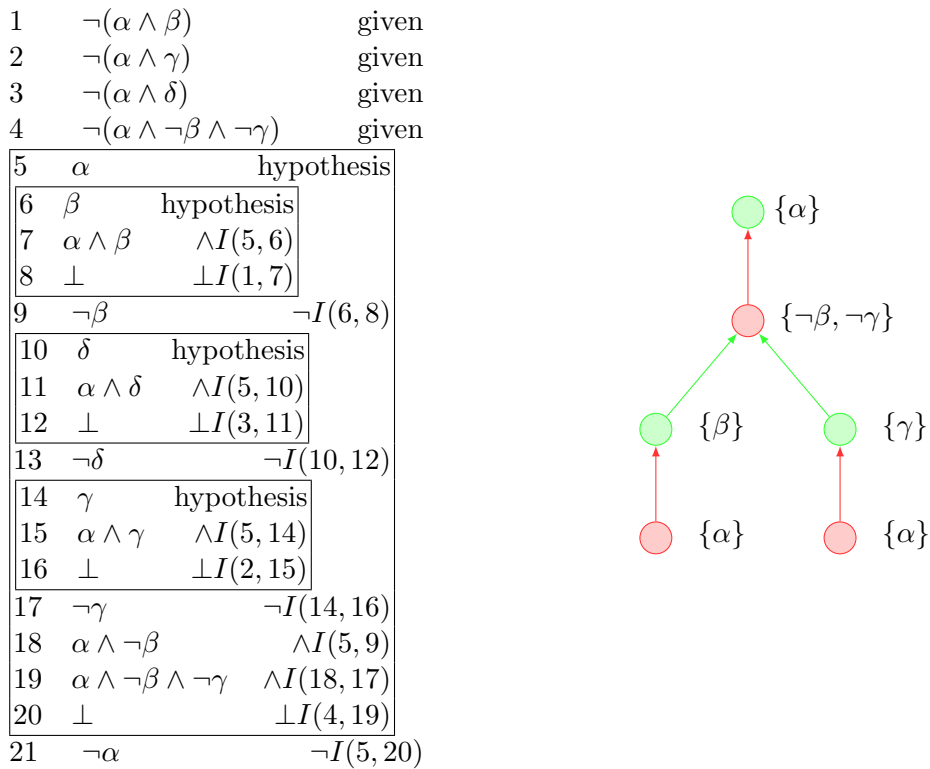 1 ¬(α ∧ β) given
2 ¬(α ∧ γ) given
3 ¬(α ∧ δ) given
4 ¬(α ∧ ¬β ∧ ¬γ) given
5 α hypothesis
6 β hypothesis
7 α ∧ β ∧I(5, 6)
8 ⊥ ⊥I(1, 7)
9 ¬β ¬I(6, 8)
10 δ hypothesis
11 α ∧ δ ∧I(5, 10)
12 ⊥ ⊥I(3, 11)
13 ¬δ ¬I(10, 12)
14 γ hypothesis
15 α ∧ γ ∧I(5, 14)
16 ⊥ ⊥I(2, 15)
17 ¬γ ¬I(14, 16)
18 α ∧ ¬β ∧I(5, 9)
19 α ∧ ¬β ∧ ¬γ ∧I(18, 17)
20 ⊥ ⊥I(4, 19)
21 ¬α ¬I(5, 20)
{α}
{¬β, ¬γ}
{β} {γ}
{α} {α}